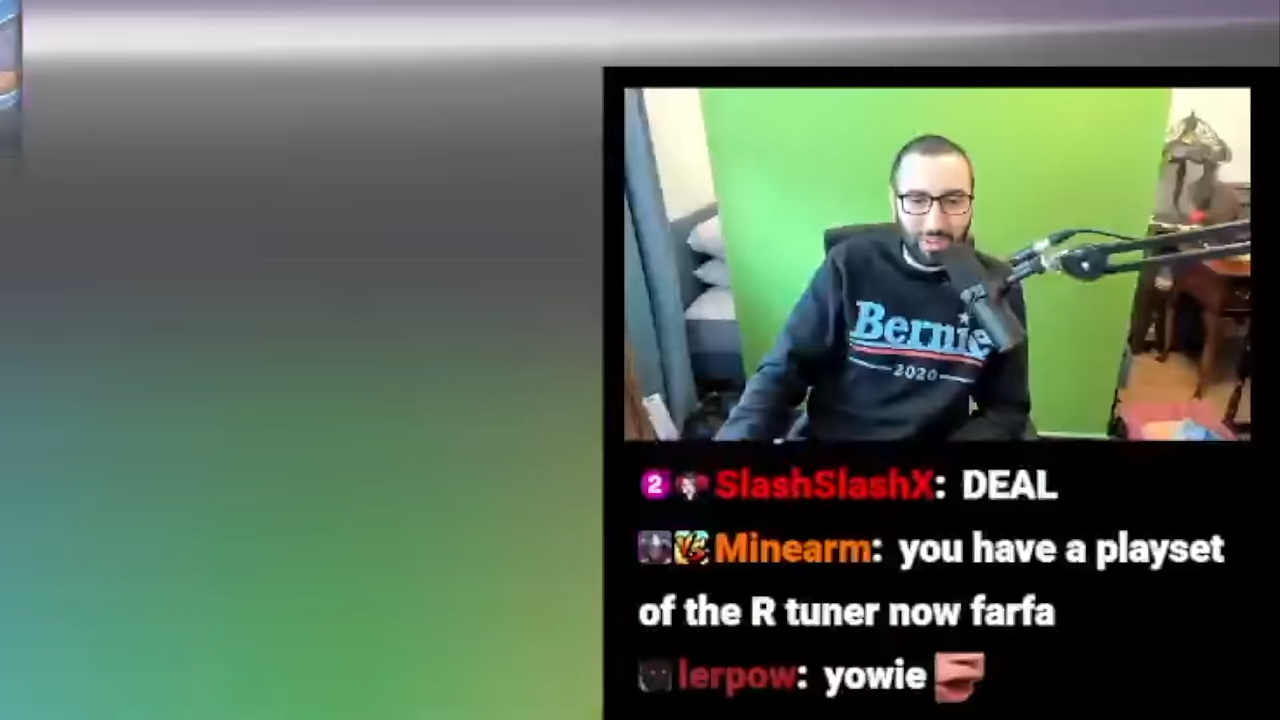 Bernie
2020
2 SlashSlashX: DEAL
Minearm: you have a playset
of the R tuner now farfa
lerpow: yowie